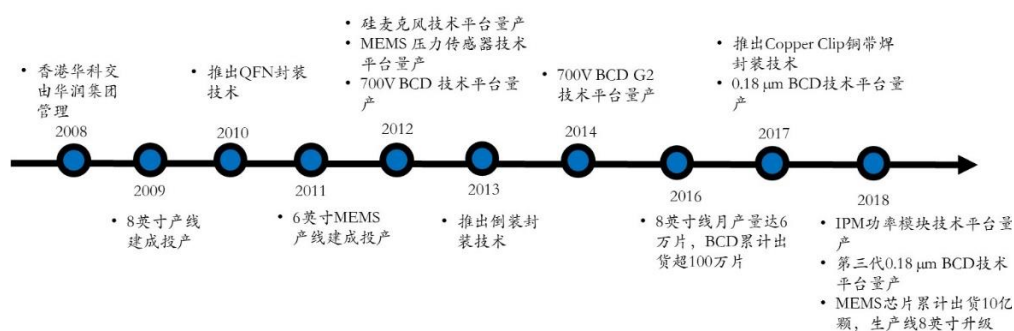 • 香港华科交
由华润集团
管理
2008
2009
• 8英寸产线
建成投产
• 推出QFN封装
技术
2010
2011
• 6英寸MEMS
产线建成投产
• 硅麦克风技术平台量产
• MEMS 压力传感器技术
平台量产
• 700V BCD 技术平台量
产
2012
2013
• 推出倒装封
装技术
• 700V BCD G2
技术平台量产
2014
2016
• 8英寸线月产量达6
万片，BCD累计出
货超100万片
• 推出Copper Clip铜带焊
封装技术
• 0.18 μm BCD技术平台量
产
2017
2018
• IPM功率模块技术平台量
产
• 第三代0.18 μm BCD技术
平台量产
• MEMS芯片累计出货10亿
颗，生产线8英寸升级